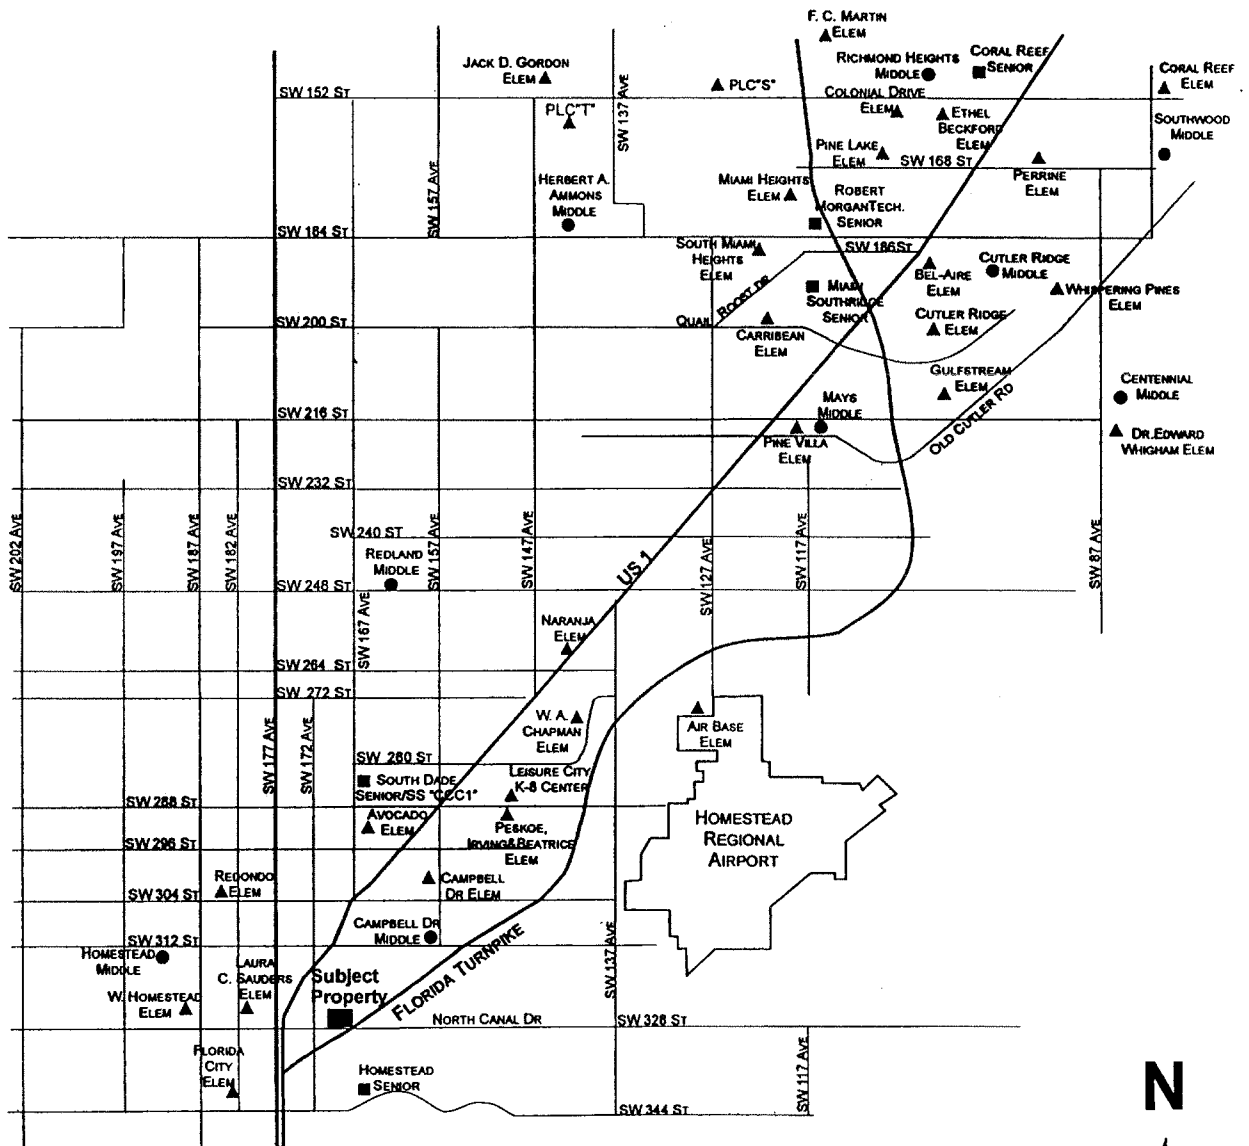 F. C. MARTIN
ELEM
JACK D. GORDON
ELEM
RICHMOND HEIGHTS
MIDDLE
CORAL REEF
SENIOR
CORAL REEF
ELEM
SW 152 ST
PLC"S"
COLONIAL DRIVE
ELEM
PLC"T"
SW 137 AVE
ETHEL
BECKFORD
ELEM
SOUTHWOOD
MIDDLE
PINE LAKE
ELEM
SW 168 ST
PERRINE
ELEM
SW 157 AVE
HERBERT A.
AMMONS
MIDDLE
MIAMI HEIGHTS
ELEM
ROBERT
MORGAN TECH.
SENIOR
SW 184 ST
SOUTH MIAMI
HEIGHTS
ELEM
SW 186 ST
BEL-AIRE
ELEM
CUTLER RIDGE
MIDDLE
WHISPERING PINES
ELEM
QUAIL ROOST DR
MIAMI
SOUTHRIDGE
SENIOR
SW 200 ST
CARRIBEAN
ELEM
CUTLER RIDGE
ELEM
GULFSTREAM
ELEM
CENTENNIAL
MIDDLE
SW 216 ST
MAYS
MIDDLE
PINE VILLA
ELEM
OLD CUTLER RD
DR.EDWARD
WHIGHAM ELEM
SW 232 ST
SW 202 AVE
SW 197 AVE
SW 187 AVE
SW 182 AVE
SW 240 ST
SW 157 AVE
SW 147 AVE
US 1
SW 127 AVE
SW 117 AVE
SW 87 AVE
REDLAND
MIDDLE
SW 248 ST
SW 167 AVE
NARANJA
ELEM
SW 264 ST
SW 272 ST
SW 177 AVE
SW 172 AVE
W. A.
CHAPMAN
ELEM
AIR BASE
ELEM
SW 280 ST
SOUTH DADE
SENIOR/SS "CCC1"
LEISURE CITY
K-8 CENTER
SW 288 ST
AVOCADO
ELEM
PESKOE,
IRVING&BEATRICE
ELEM
HOMESTEAD
REGIONAL
AIRPORT
SW 296 ST
REDONDO
ELEM
CAMPBELL
DR ELEM
SW 304 ST
CAMPBELL DR
MIDDLE
SW 312 ST
HOMESTEAD
MIDDLE
LAURA
C. SAUDERS
ELEM
Subject
Property
FLORIDA TURNPIKE
SW 137 AVE
W. HOMESTEAD
ELEM
NORTH CANAL DR
SW 328 ST
FLORIDA
CITY
ELEM
HOMESTEAD
SENIOR
SW 117 AVE
SW 344 ST
N